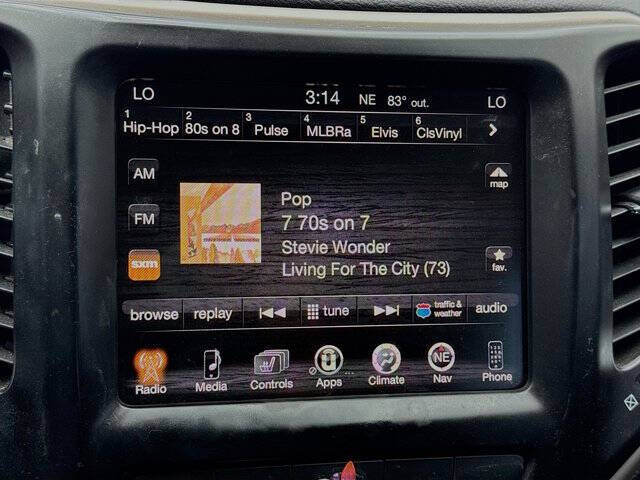 LO 3:14 NE 83° out. LO
1 Hip-Hop 2 80s on 8 3 Pulse 4 MLBRa 5 Elvis 6 ClsVinyl >
AM
FM
sxm
Pop
7 70s on 7
Stevie Wonder
Living For The City (73)
map
fav.
browse replay tune traffic & weather audio
Radio Media Controls Apps Climate NE Nav Phone